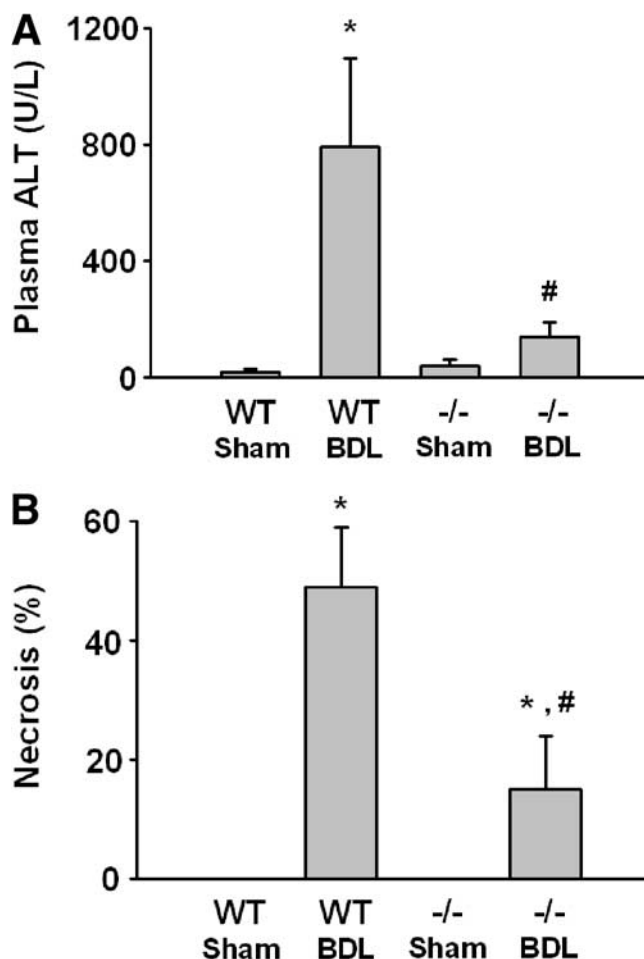 A
Plasma ALT (U/L)
1200
800
400
0
*
#
WT WT -/- -/-
Sham BDL Sham BDL
B
Necrosis (%)
60
40
20
0
*
* , #
WT WT -/- -/-
Sham BDL Sham BDL